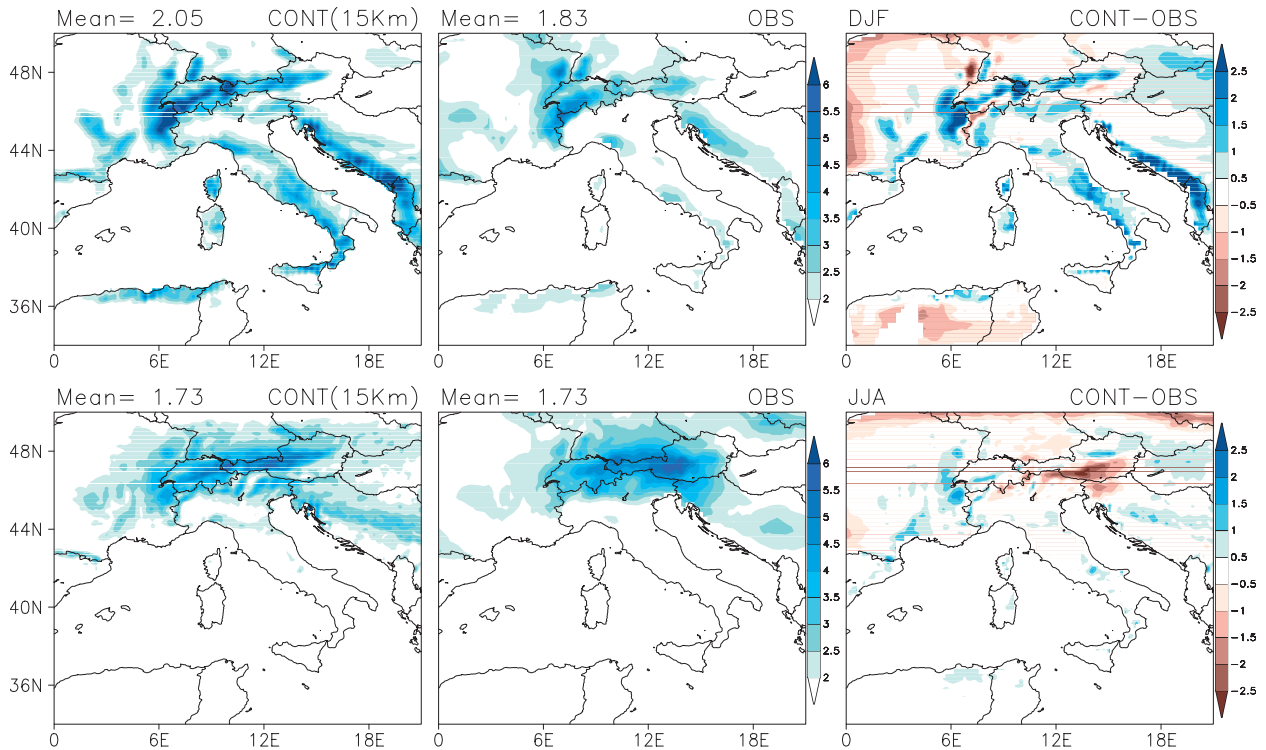 Mean= 2.05 CONT(15Km) Mean= 1.83 OBS DJF CONT-OBS
48N
44N
40N
36N
0 6E 12E 18E
6
5.5
5
4.5
4
3.5
3
2.5
2
0 6E 12E 18E
2.5
2
1.5
1
0.5
−0.5
−1
−1.5
−2
−2.5
0 6E 12E 18E
Mean= 1.73 CONT(15Km) Mean= 1.73 OBS JJA CONT-OBS
48N
44N
40N
36N
0 6E 12E 18E
6
5.5
5
4.5
4
3.5
3
2.5
2
0 6E 12E 18E
2.5
2
1.5
1
0.5
−0.5
−1
−1.5
−2
−2.5
0 6E 12E 18E